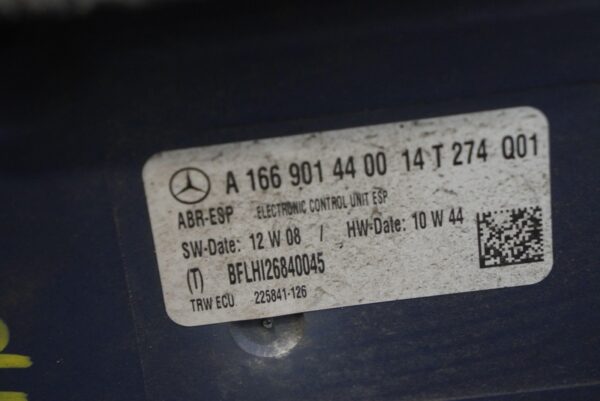 A 166 901 44 00 14 T 274 Q01
ABR-ESP ELECTRONIC CONTROL UNIT ESP
SW-Date: 12 W 08 / HW-Date: 10 W 44
(T) BFLHI26840045
TRW ECU 225841-126